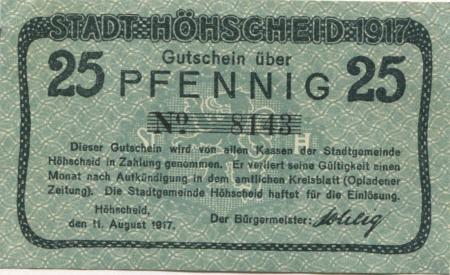 STADT HÖHSCHEID 1917
Gutschein über
25 PFENNIG 25
No. 8143
St H
Dieser Gutschein wird von allen Kassen der Stadtgemeinde
Höhscheid in Zahlung genommen. Er verliert seine Gültigkeit einen
Monat nach Aufkündigung in dem amtlichen Kreisblatt (Opladener
Zeitung). Die Stadtgemeinde Höhscheid haftet für die Einlösung.
Höhscheid,
den 11. August 1917.
Der Bürgermeister: